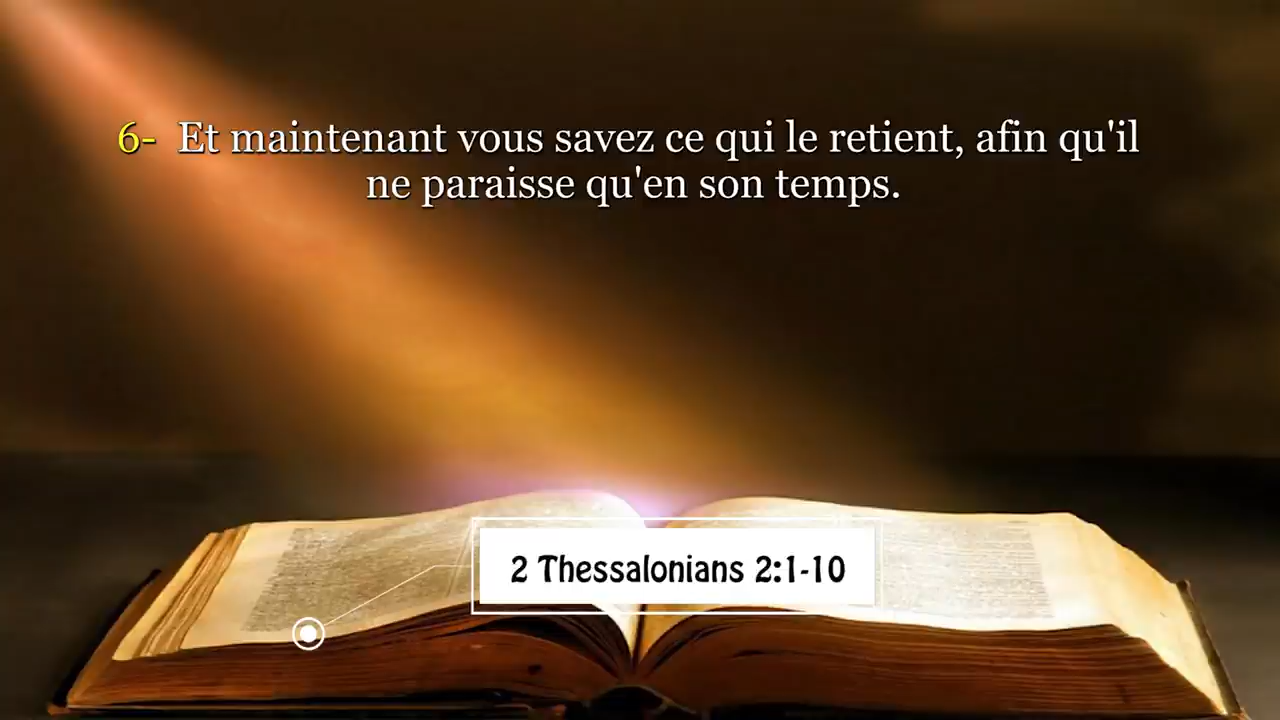 6- Et maintenant vous savez ce qui le retient, afin qu'il
ne paraisse qu'en son temps.
2 Thessalonians 2:1-10